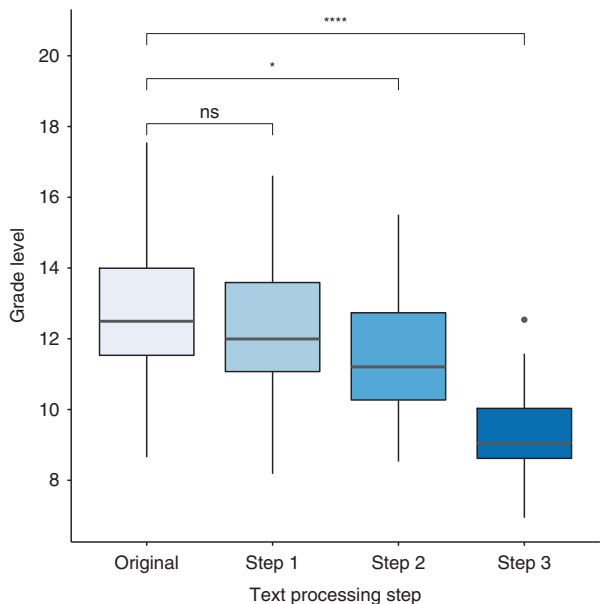 ****
20
*
18
ns
16
14
Grade level
12
10
8
Original Step 1 Step 2 Step 3
Text processing step